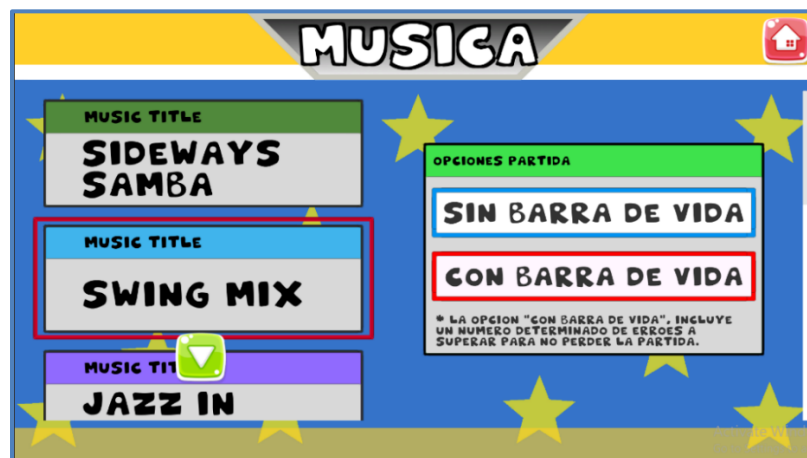 MUSICA
MUSIC TITLE
SIDEWAYS
SAMBA
MUSIC TITLE
SWING MIX
MUSIC
JAZZ IN
OPCIONES PARTIDA
SIN BARRA DE VIDA
CON BARRA DE VIDA
* LA OPCION "CON BARRA DE VIDA", INCLUYE
UN NUMERO DETERMINADO DE ERROES A
SUPERAR PARA NO PERDER LA PARTIDA.